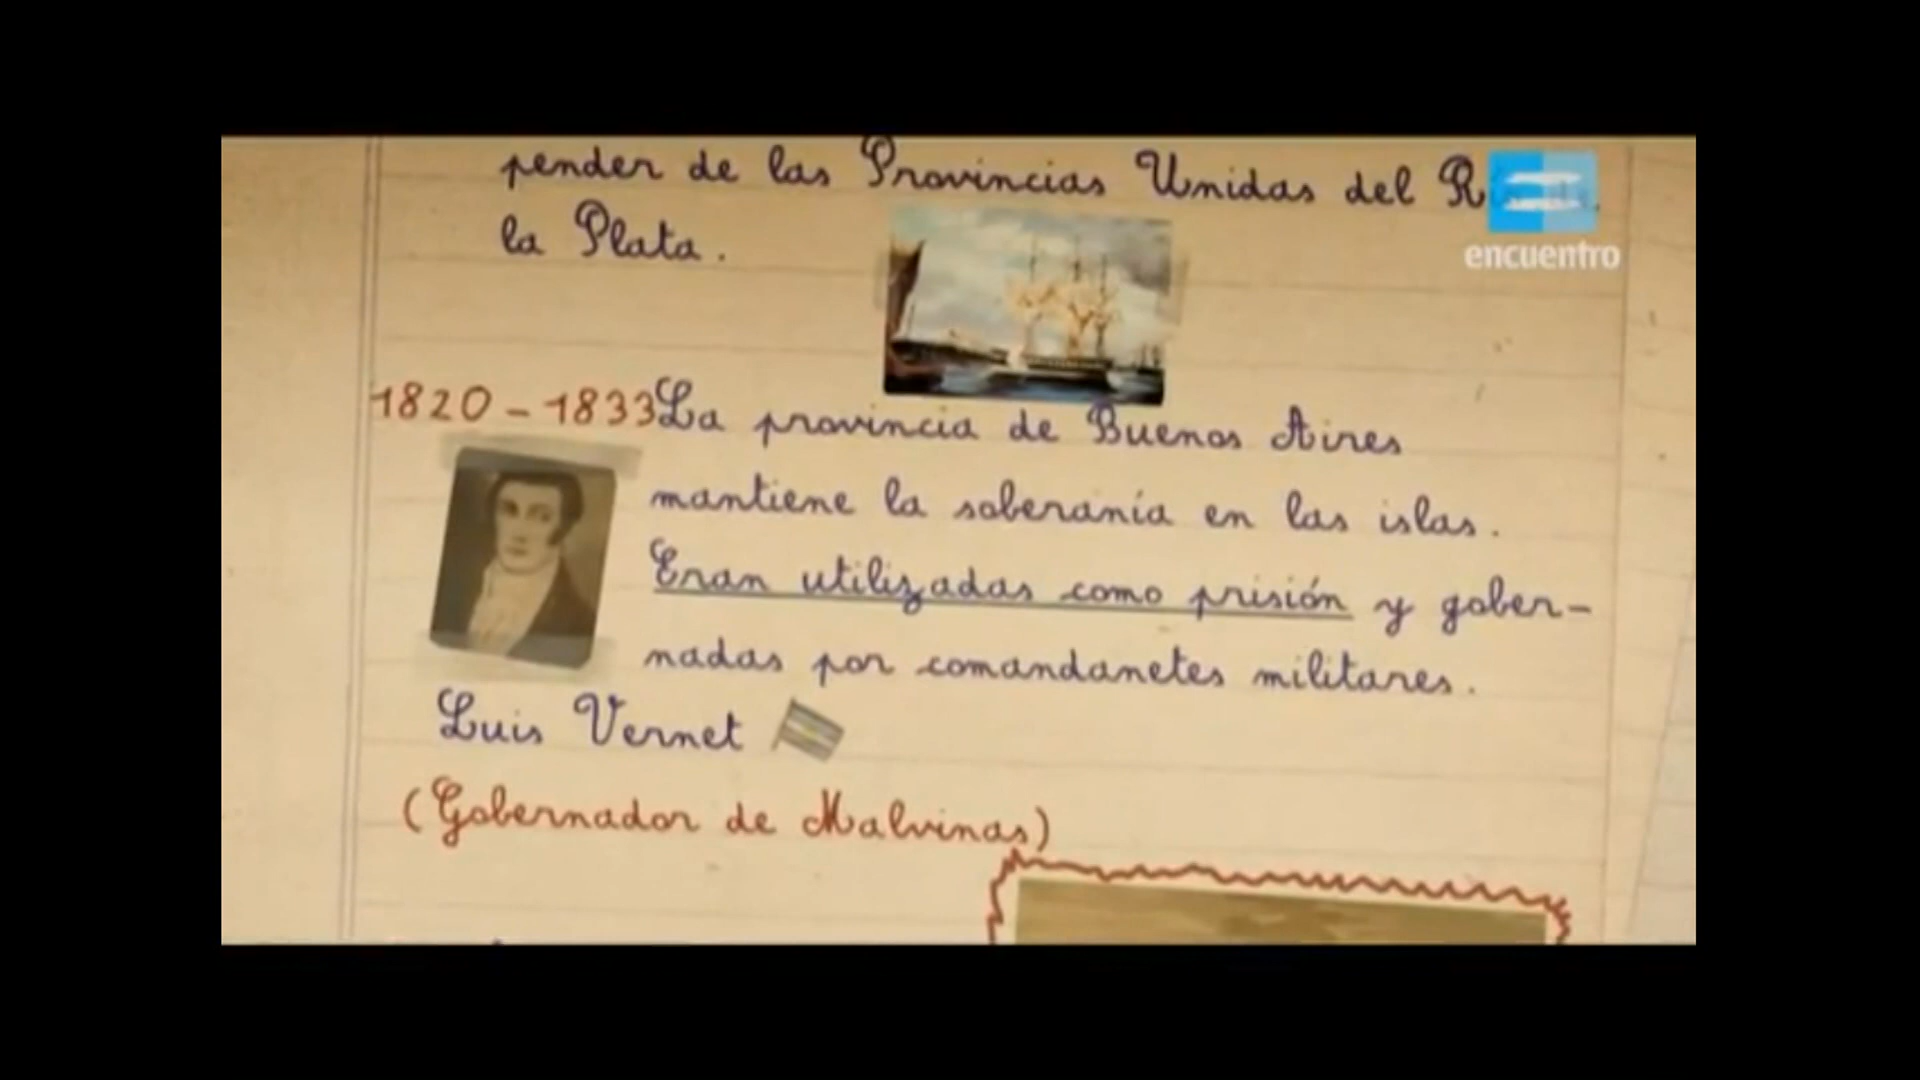 pender de las Provincias Unidas del R
la Plata.
encuentro
1820 - 1833 La provincia de Buenos Aires
mantiene la soberanía en las islas.
Eran utilizadas como prisión y gober-
nadas por comandanetes militares.
Luis Vernet
(Gobernador de Malvinas)